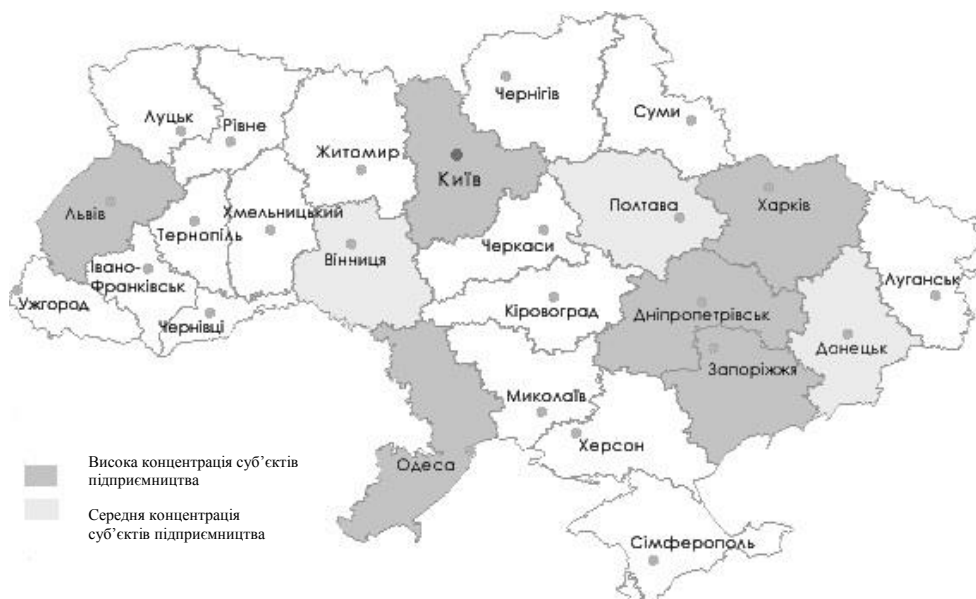 Чернігів
Луцьк
Рівне
Суми
Житомир
Київ
Львів
Хмельницький
Тернопіль
Полтава
Харків
Черкаси
Вінниця
Івано-
Франківськ
Ужгород
Чернівці
Кіровоград
Дніпропетрівськ
Луганськ
Донецьк
Запоріжжя
Миколаїв
Херсон
Одеса
Сімферополь
Висока концентрація суб’єктів
підприємництва
Середня концентрація
суб’єктів підприємництва